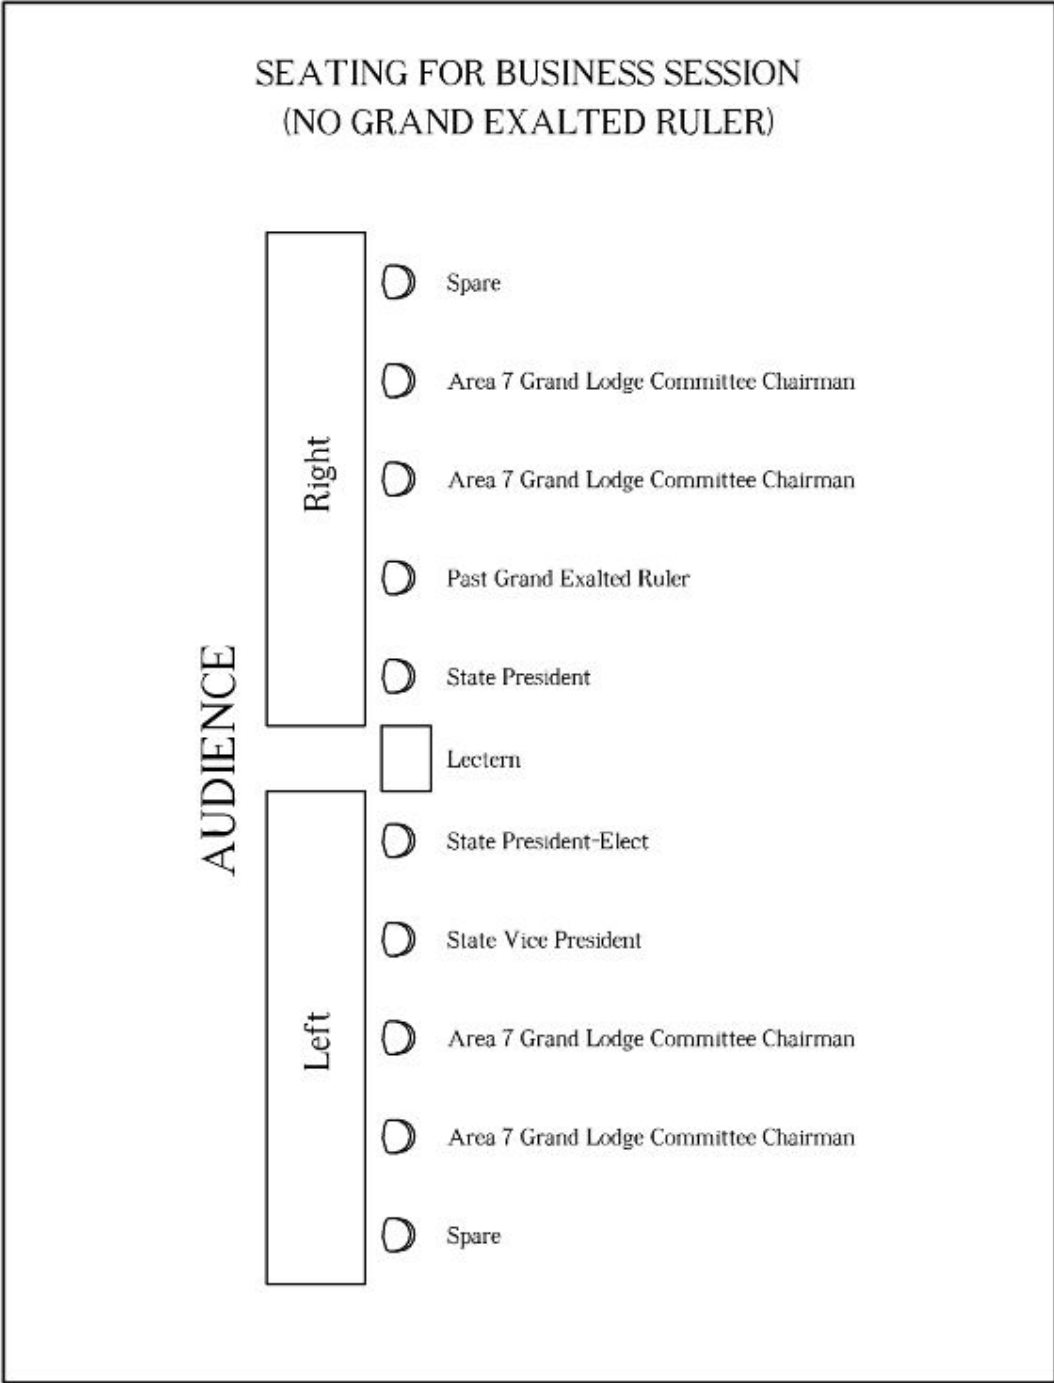 SEATING FOR BUSINESS SESSION
(NO GRAND EXALTED RULER)
Spare
Area 7 Grand Lodge Committee Chairman
Right
Area 7 Grand Lodge Committee Chairman
Past Grand Exalted Ruler
State President
AUDIENCE
Lectern
State President-Elect
State Vice President
Left
Area 7 Grand Lodge Committee Chairman
Area 7 Grand Lodge Committee Chairman
Spare